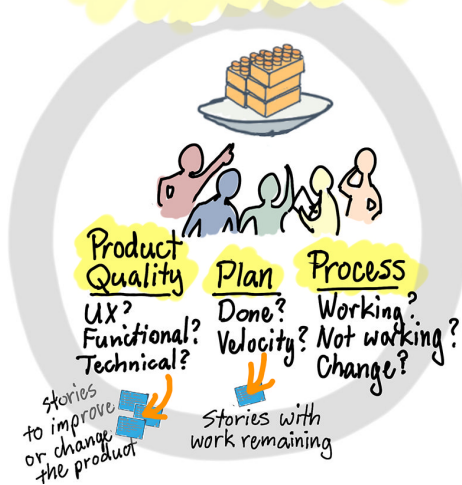 Product
Quality
UX?
Functional?
Technical?
stories
to improve
or change
the product
Plan
Done?
Velocity?
Stories with
work remaining
Process
Working?
Not working?
Change?